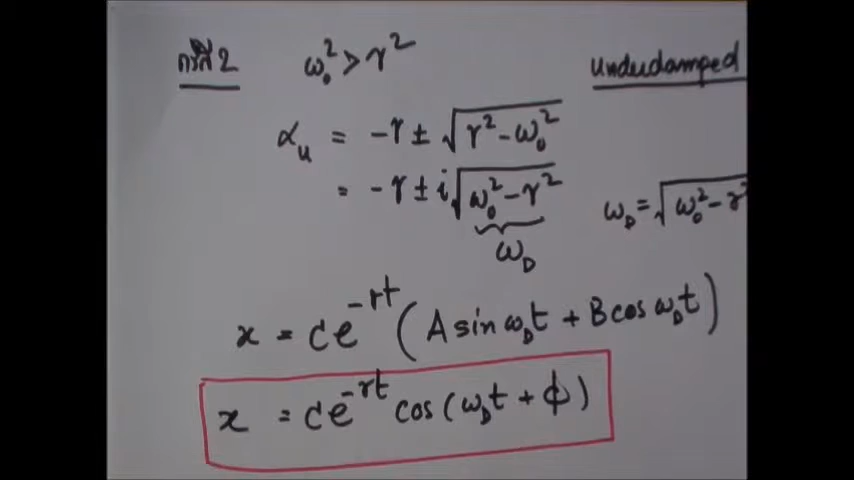 กรณี 2 ω₀² > γ² Underdamped
αᵤ = -γ ± √(γ² - ω₀²)
= -γ ± i√(ω₀² - γ²) ω_D = √(ω₀² - γ²)
ω_D
x = Ce^(-γt) (A sin ω_D t + B cos ω_D t)
x = Ce^(-γt) cos(ω_D t + φ)